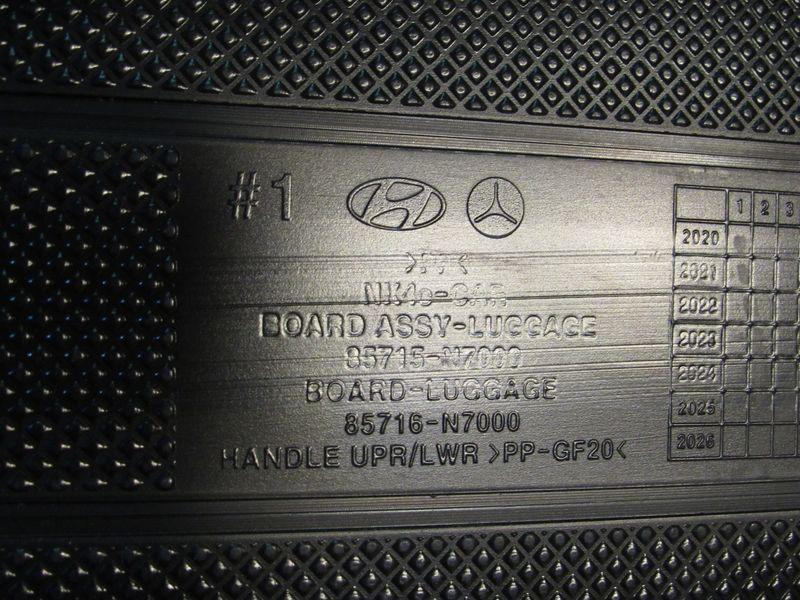 #1
>PP<
BOARD ASSY-LUGGAGE
85715-N7000
BOARD-LUGGAGE
85716-N7000
HANDLE UPR/LWR >PP-GF20<
1 2 3
2020
2021
2022
2023
2024
2025
2026